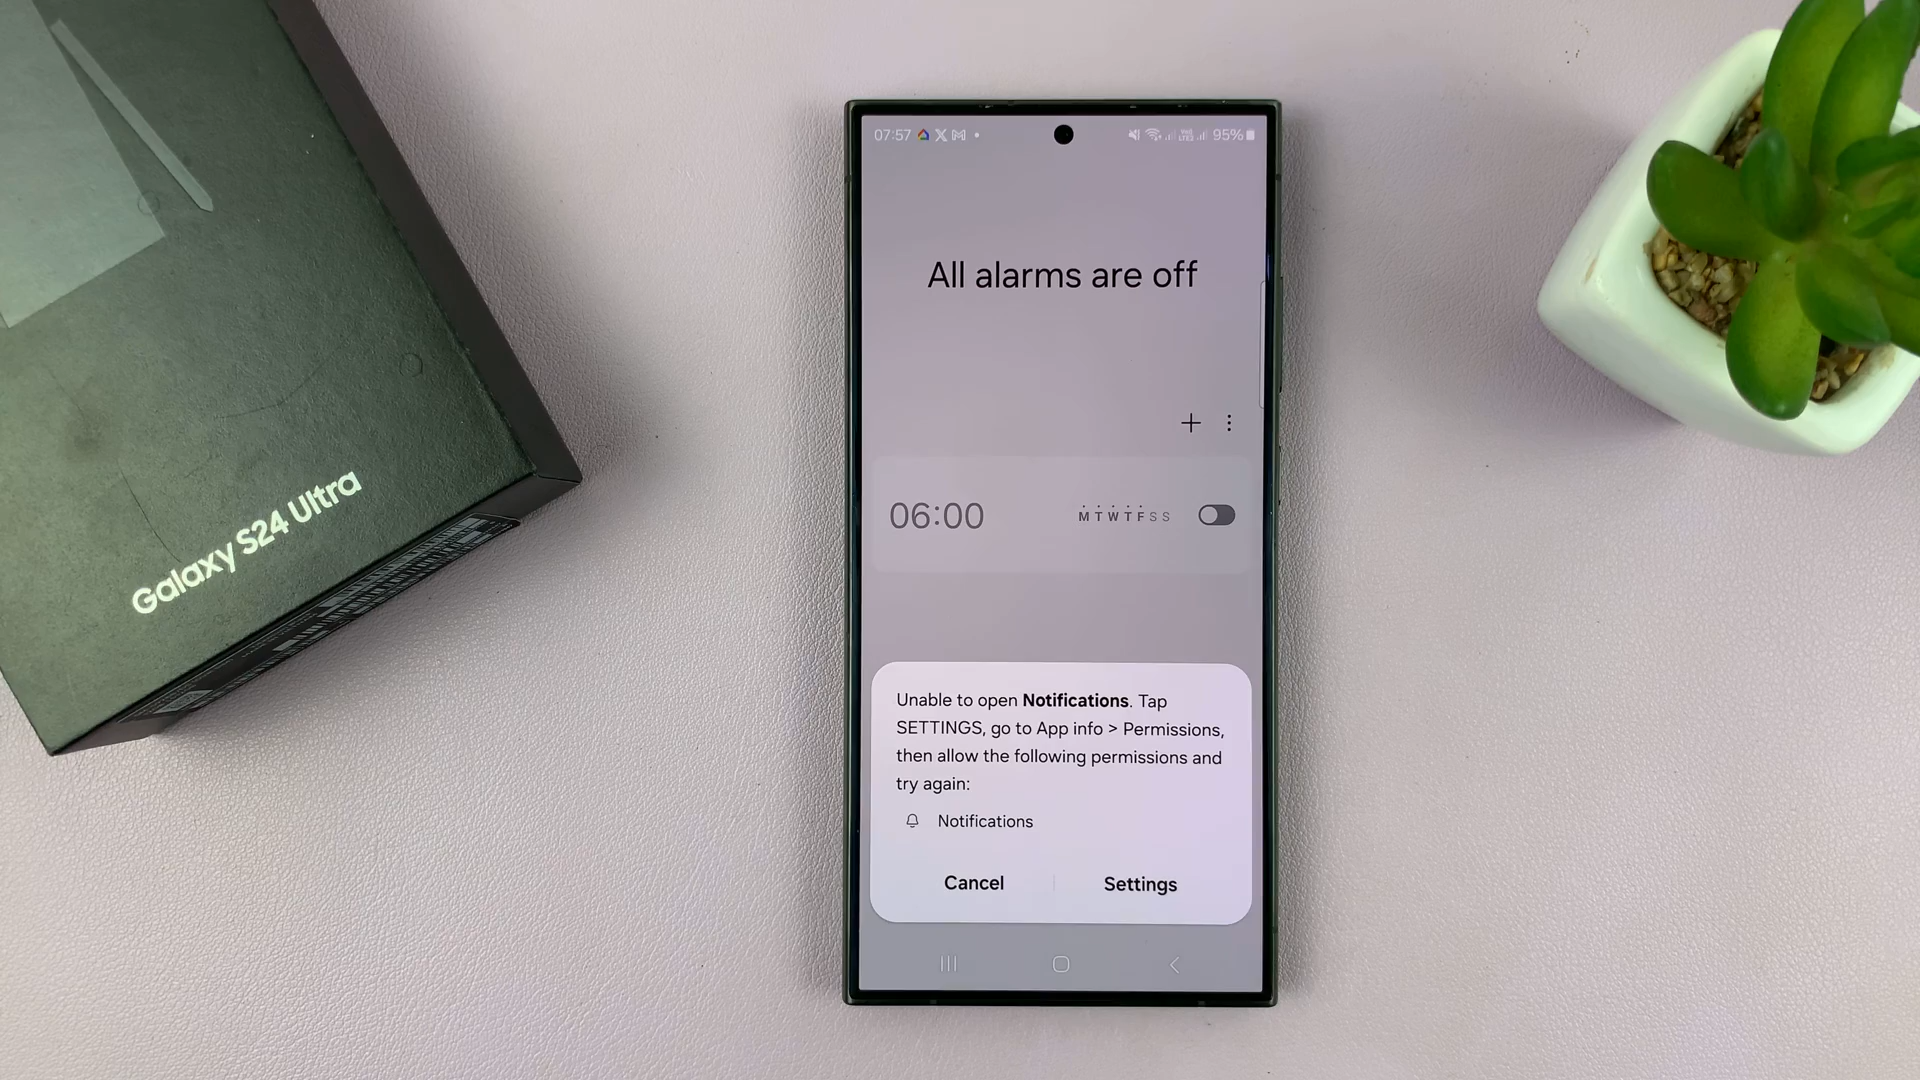 Galaxy S24 Ultra
07:57 95%
All alarms are off
06:00 M T W T F S S
Unable to open Notifications. Tap
SETTINGS, go to App info > Permissions,
then allow the following permissions and
try again:
Notifications
Cancel Settings